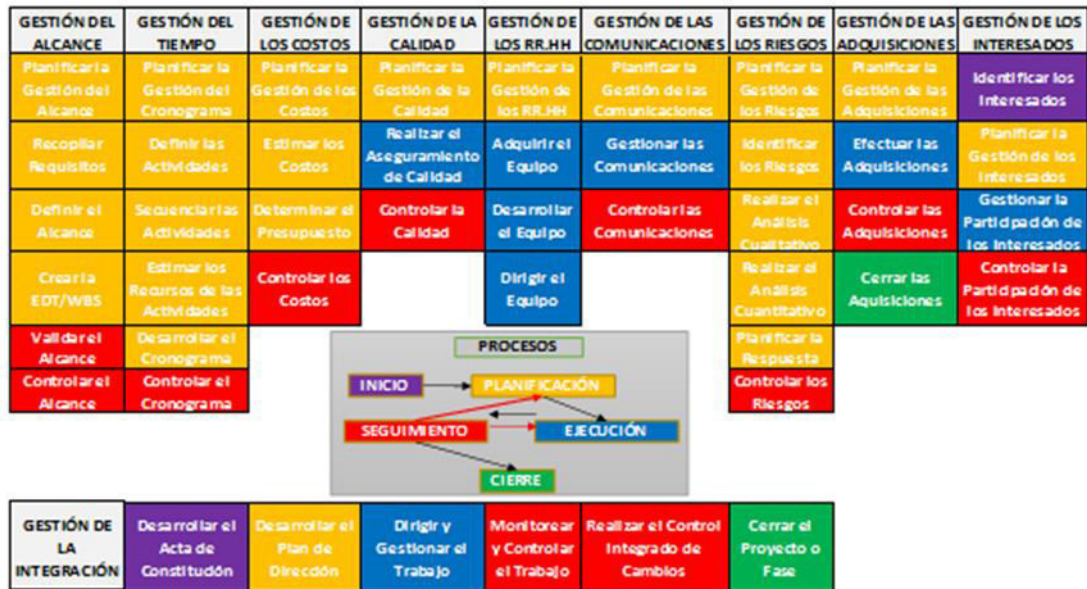 GESTIÓN DEL
ALCANCE
GESTIÓN DEL
TIEMPO
GESTIÓN DE
LOS COSTOS
GESTIÓN DE LA
CALIDAD
GESTIÓN DE
LOS RR.HH
GESTIÓN DE LAS
COMUNICACIONES
GESTIÓN DE
LOS RIESGOS
GESTIÓN DE LAS
ADQUISICIONES
GESTIÓN DE LOS
INTERESADOS
Planificar la
Gestión del
Alcance
Planificar la
Gestión del
Cronograma
Planificar la
Gestión de los
Costos
Planificar la
Gestión de la
Calidad
Planificar la
Gestión de
los RR.HH
Planificar la
Gestión de las
Comunicaciones
Planificar la
Gestión de
los Riesgos
Planificar la
Gestión de las
Adquisiciones
Identificar los
Interesados
Recopilar
Requisitos
Definir las
Actividades
Estimar los
Costos
Realizar el
Aseguramiento
de Calidad
Adquirir el
Equipo
Gestionar las
Comunicaciones
Identificar
los Riesgos
Efectuar las
Adquisiciones
Planificar la
Gestión de los
Interesados
Definir el
Alcance
Secuenciar las
Actividades
Determinar el
Presupuesto
Controlar la
Calidad
Desarrollar
el Equipo
Controlar las
Comunicaciones
Realizar el
Análisis
Cualitativo
Controlar las
Adquisiciones
Gestionar la
Participación de
los Interesados
Crear la
EDT/WBS
Estimar los
Recursos de las
Actividades
Controlar los
Costos
Dirigir el
Equipo
Realizar el
Análisis
Cuantitativo
Cerrar las
Aquisiciones
Controlar la
Participación de
los Interesados
Validar el
Alcance
Desarrollar el
Cronograma
Planificar la
Respuesta
Controlar el
Alcance
Controlar el
Cronograma
Controlar los
Riesgos
PROCESOS
INICIO
PLANIFICACIÓN
SEGUIMIENTO
EJECUCIÓN
CIERRE
GESTIÓN DE
LA
INTEGRACIÓN
Desarrollar el
Acta de
Constitución
Desarrollar el
Plan de
Dirección
Dirigir y
Gestionar el
Trabajo
Monitorear
y Controlar
el Trabajo
Realizar el Control
Integrado de
Cambios
Cerrar el
Proyecto o
Fase